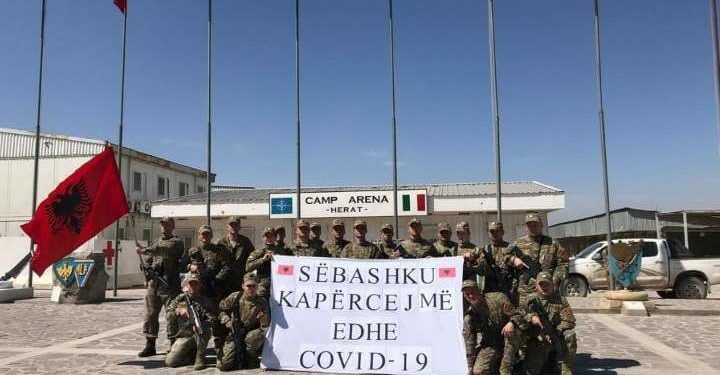 CAMP ARENA
-HERAT-
SËBASHKU
KAPËRCEJMË
EDHE
COVID-19